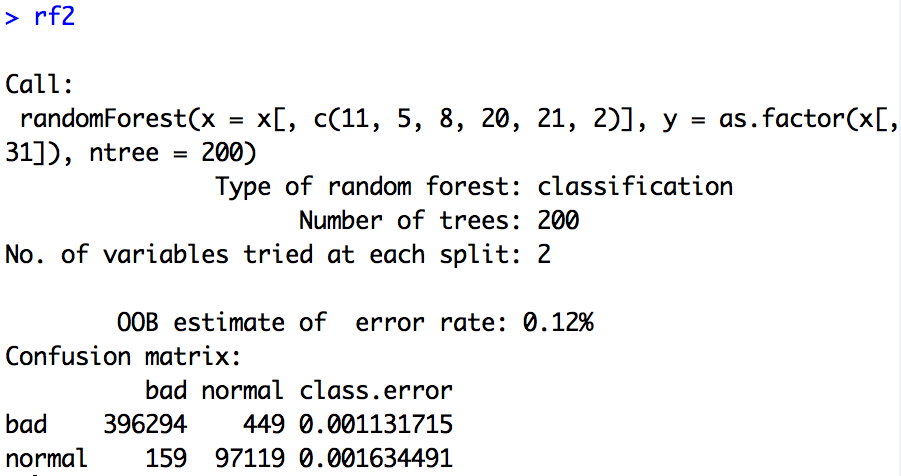 > rf2
Call:
randomForest(x = x[, c(11, 5, 8, 20, 21, 2)], y = as.factor(x[,
31]), ntree = 200)
Type of random forest: classification
Number of trees: 200
No. of variables tried at each split: 2
OOB estimate of  error rate: 0.12%
Confusion matrix:
bad normal class.error
bad    396294    449 0.001131715
normal    159  97119 0.001634491